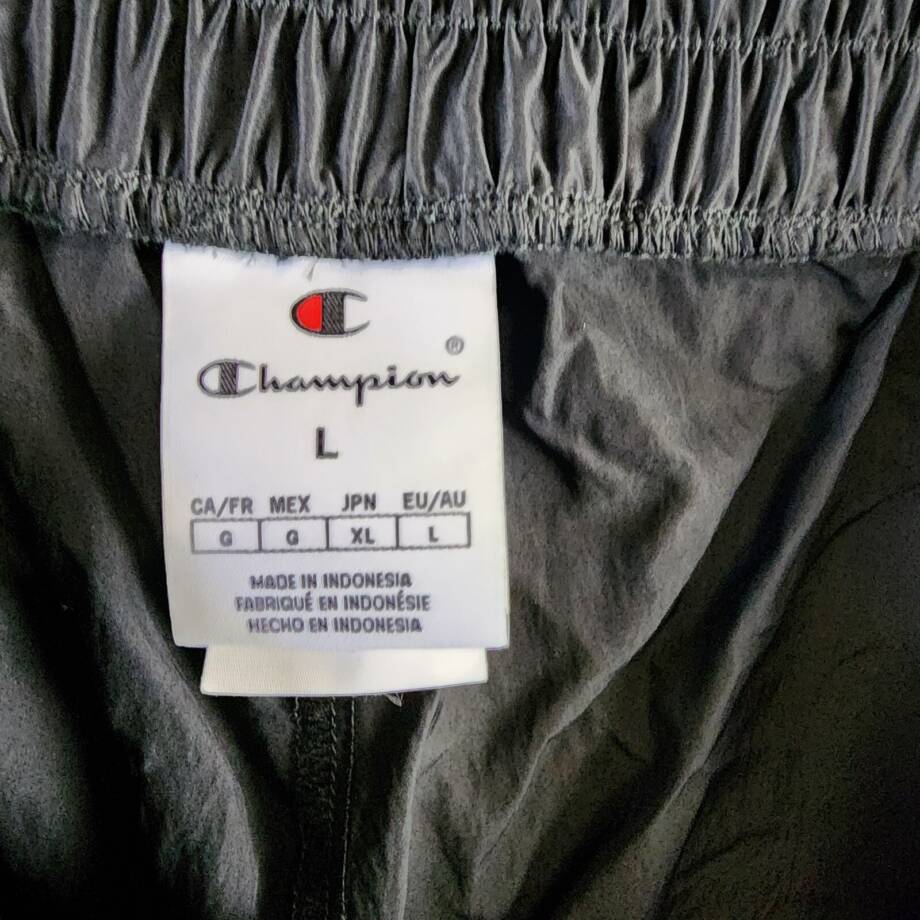 Champion®
L
CA/FR MEX JPN EU/AU
G G XL L
MADE IN INDONESIA
FABRIQUÉ EN INDONÉSIE
HECHO EN INDONESIA